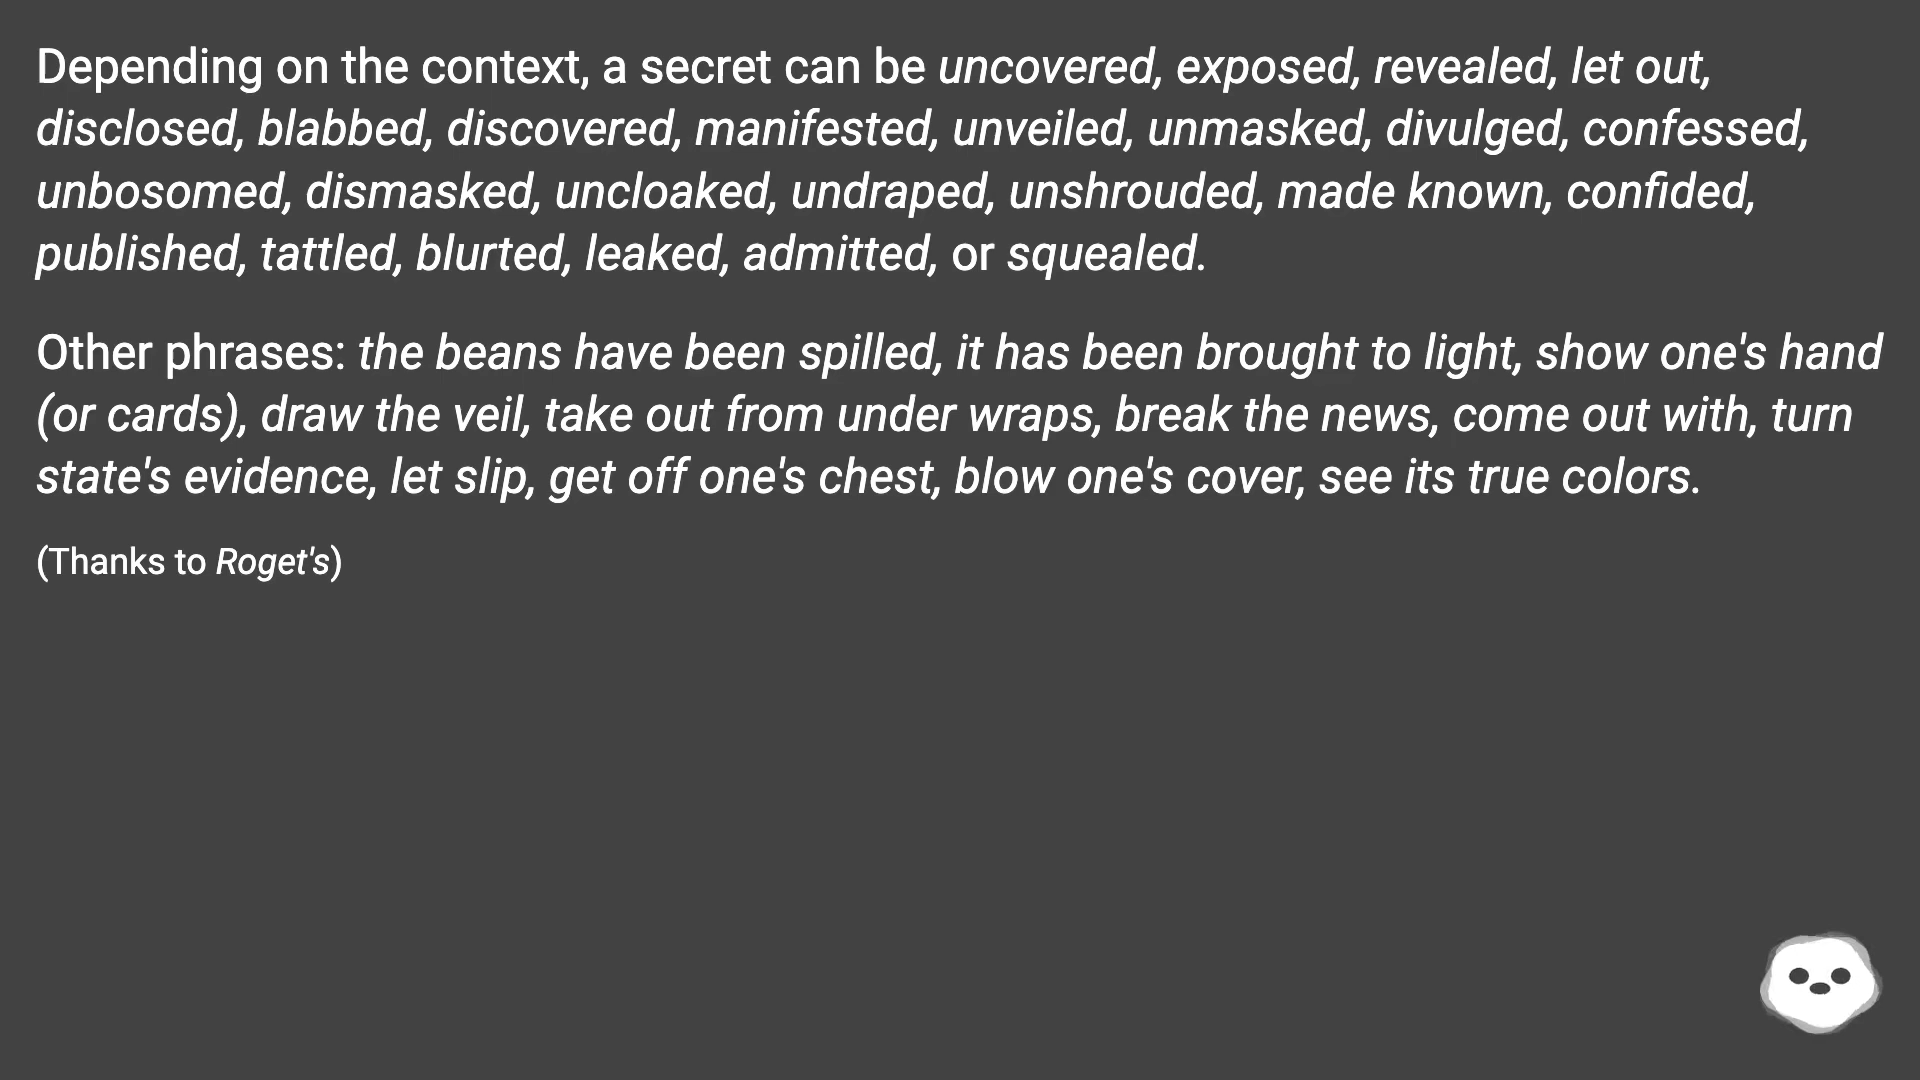 Depending on the context, a secret can be uncovered, exposed, revealed, let out,
disclosed, blabbed, discovered, manifested, unveiled, unmasked, divulged, confessed,
unbosomed, dismasked, uncloaked, undraped, unshrouded, made known, confided,
published, tattled, blurted, leaked, admitted, or squealed.
Other phrases: the beans have been spilled, it has been brought to light, show one's hand
(or cards), draw the veil, take out from under wraps, break the news, come out with, turn
state's evidence, let slip, get off one's chest, blow one's cover, see its true colors.
(Thanks to Roget's)